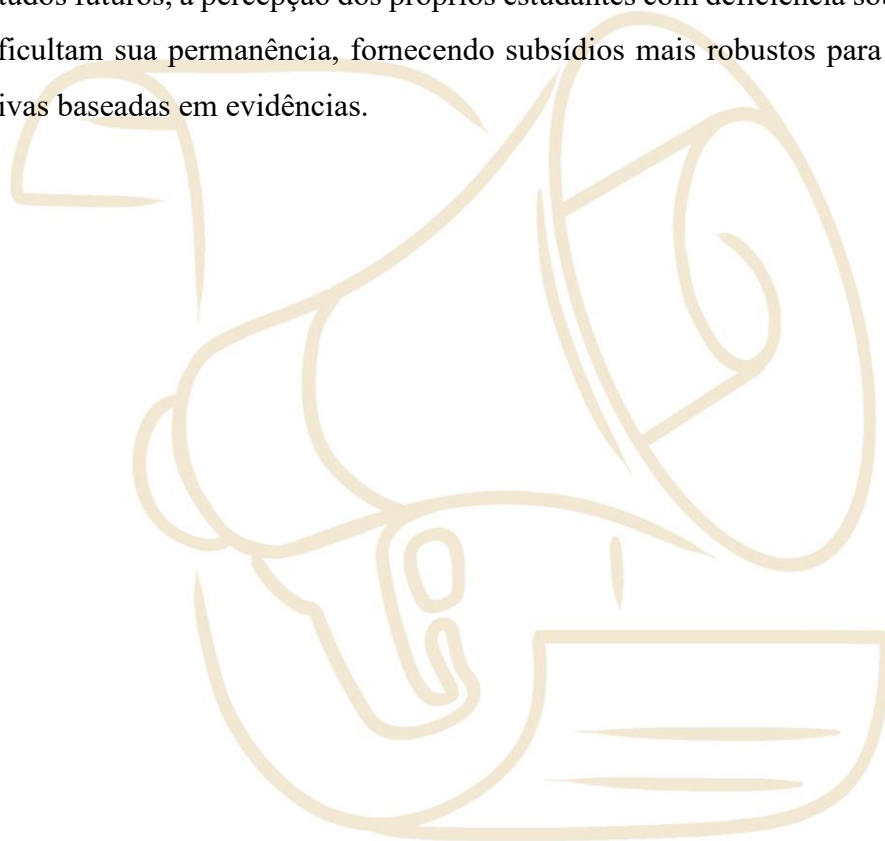 tudos futuros, a percepção dos próprios estudantes com deficiência
ficultam sua permanência, fornecendo subsídios mais robustos para
ivas baseadas em evidências.